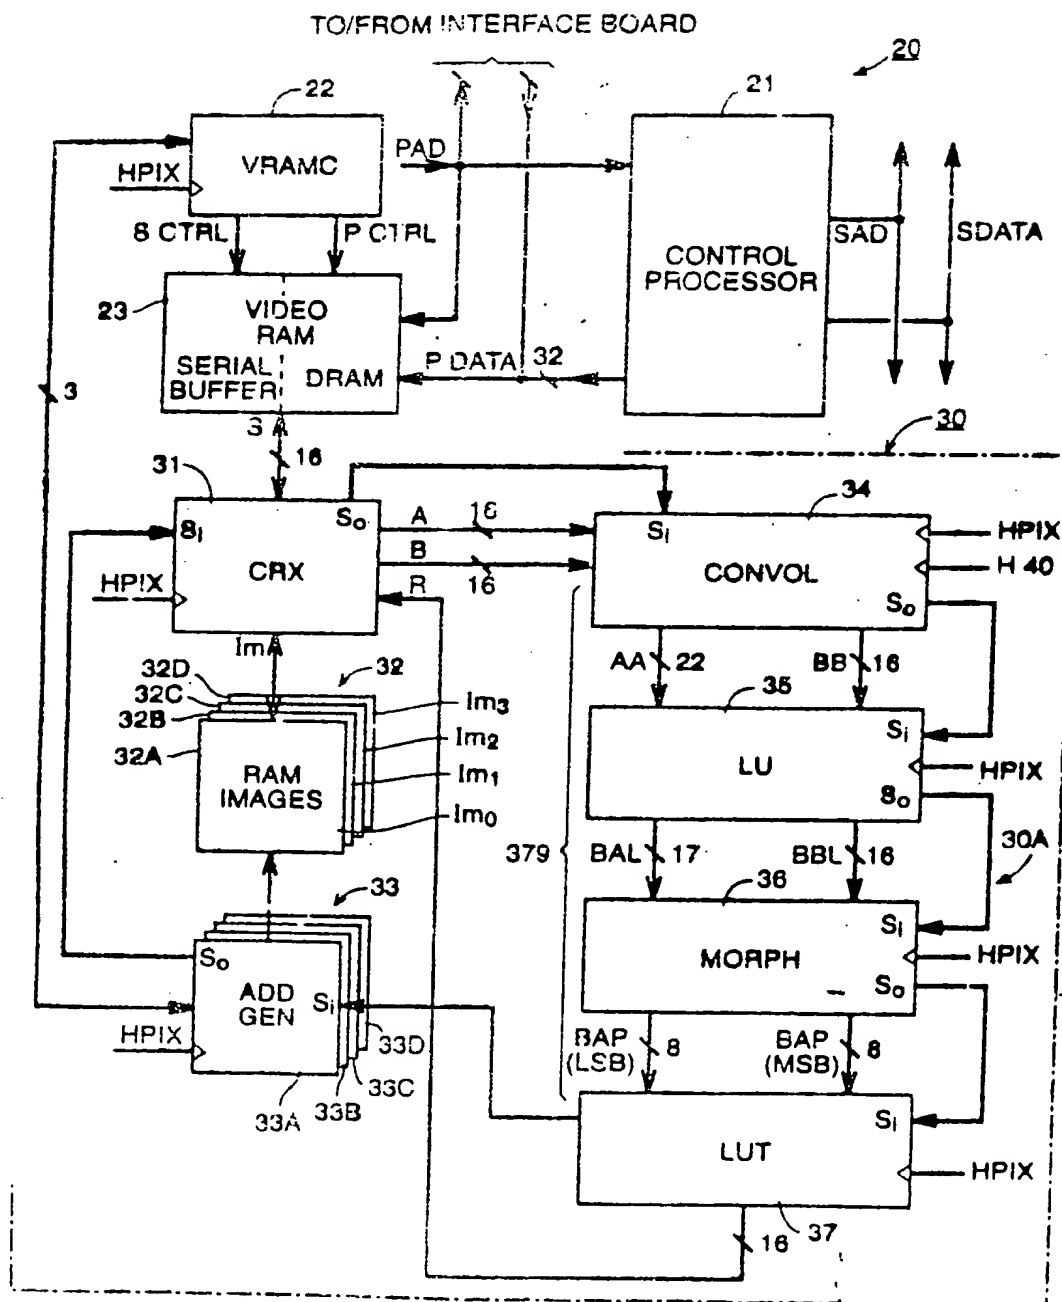 TO/FROM INTERFACE BOARD
20
22
21
VRAMC
HPIX
PAD
S CTRL
P CTRL
CONTROL
PROCESSOR
SAD
SDATA
23
VIDEO
RAM
SERIAL
BUFFER
DRAM
P DATA
32
3
S
16
30
31
34
Si
So
CRX
HPIX
A
16
B
16
R
Si
CONVOL
So
HPIX
H 40
Im
AA
22
BB
16
32D
32C
32B
32A
32
Im3
Im2
Im1
Im0
RAM
IMAGES
35
Si
LU
So
HPIX
379
BAL
17
BBL
16
30A
36
33
Si
MORPH
So
HPIX
So
ADD
GEN
Si
HPIX
33A
33B
33C
33D
BAP
(LSB)
8
BAP
(MSB)
8
Si
LUT
HPIX
37
16